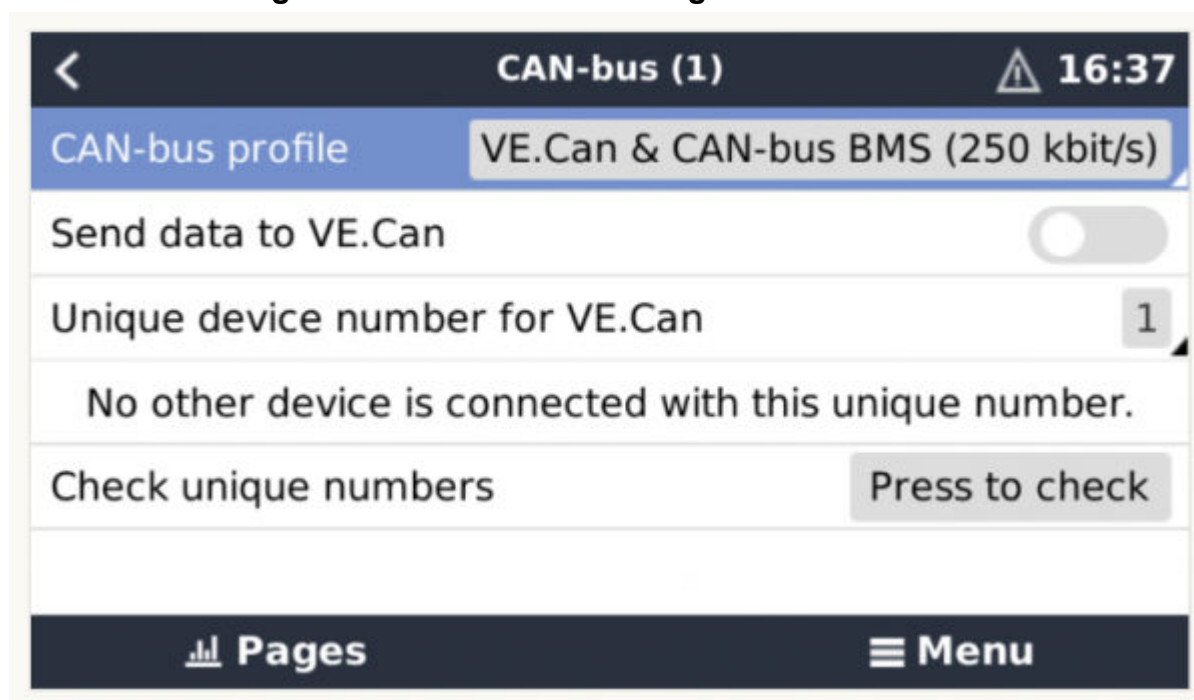 CAN-bus (1) 16:37
CAN-bus profile VE.Can & CAN-bus BMS (250 kbit/s)
Send data to VE.Can
Unique device number for VE.Can 1
No other device is connected with this unique number.
Check unique numbers Press to check
Pages Menu